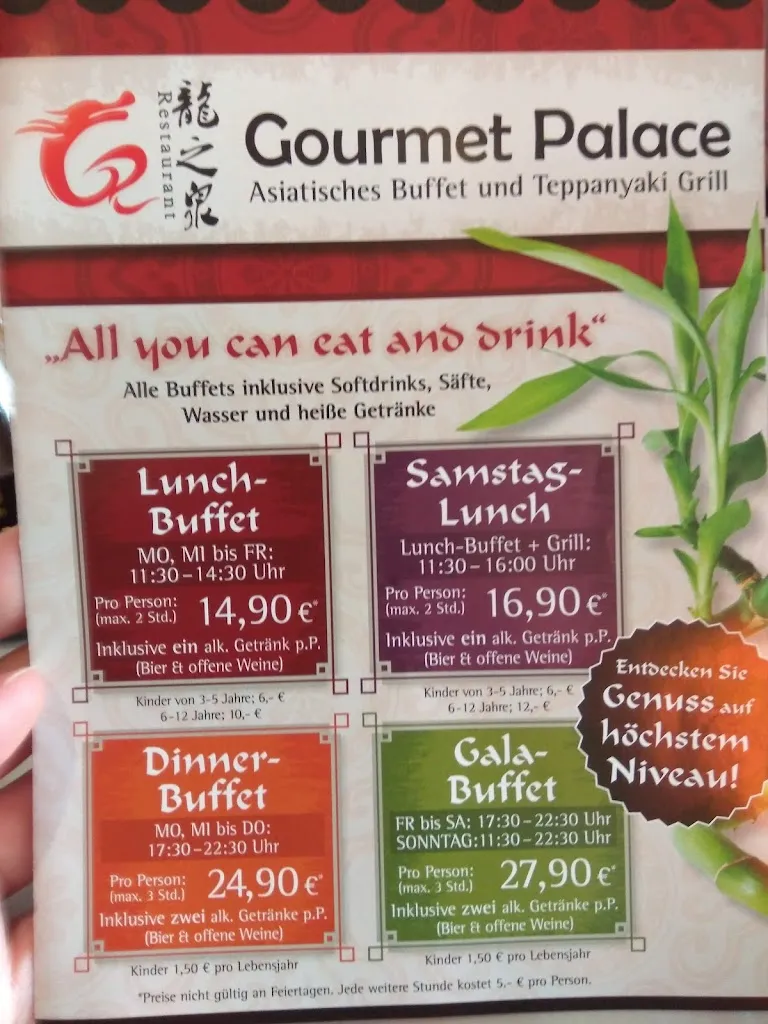 龍之泉
Restaurant
Gourmet Palace
Asiatisches Buffet und Teppanyaki Grill
„All you can eat and drink“
Alle Buffets inklusive Softdrinks, Säfte,
Wasser und heiße Getränke
Lunch-
Buffet
MO, MI bis FR:
11:30–14:30 Uhr
Pro Person:
(max. 2 Std.)
14,90 €*
Inklusive ein alk. Getränk p.P.
(Bier & offene Weine)
Kinder von 3-5 Jahre; 6,- €
6-12 Jahre; 10,- €
Samstag-
Lunch
Lunch-Buffet + Grill:
11:30–16:00 Uhr
Pro Person:
(max. 2 Std.)
16,90 €*
Inklusive ein alk. Getränk p.P.
(Bier & offene Weine)
Kinder von 3-5 Jahre; 6,- €
6-12 Jahre; 12,- €
Entdecken Sie
Genuss auf
höchstem
Niveau!
Dinner-
Buffet
MO, MI bis DO:
17:30–22:30 Uhr
Pro Person:
(max. 3 Std.)
24,90 €*
Inklusive zwei alk. Getränke p.P.
(Bier & offene Weine)
Kinder 1,50 € pro Lebensjahr
Gala-
Buffet
FR bis SA: 17:30–22:30 Uhr
SONNTAG:11:30–22:30 Uhr
Pro Person:
(max. 3 Std.)
27,90 €*
Inklusive zwei alk. Getränke p.P.
(Bier & offene Weine)
Kinder 1,50 € pro Lebensjahr
*Preise nicht gültig an Feiertagen. Jede weitere Stunde kostet 5,- € pro Person.